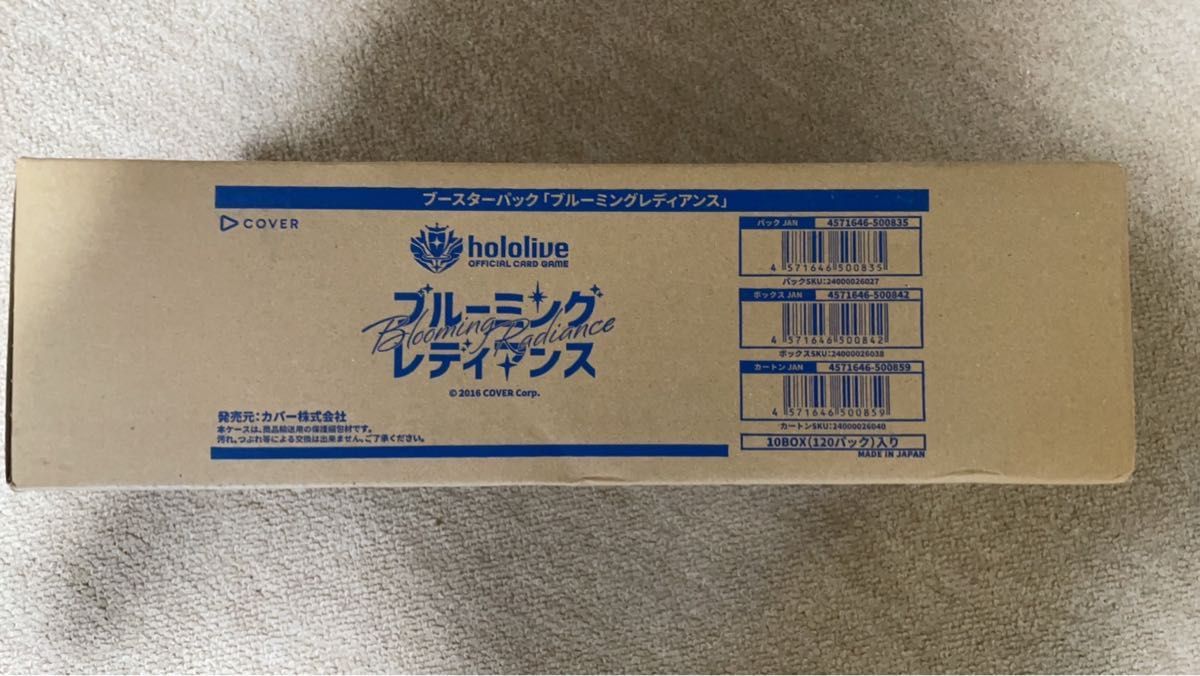 ブースターパック「ブルーミングレディアンス」
COVER
hololive
OFFICIAL CARD GAME
ブルーミング
Blooming Radiance
レディアンス
© 2016 COVER Corp.
発売元:カバー株式会社
本ケースは、商品輸送用の保護梱包材です。
汚れ、つぶれ等による交換は出来ません、ご了承ください。
パック JAN 4571646-500835
4 571646 500835
パックSKU:24000026027
ボックス JAN 4571646-500842
4 571646 500842
ボックスSKU:24000026038
カートン JAN 4571646-500859
4 571646 500859
カートンSKU:24000026040
10BOX(120パック)入り
MADE IN JAPAN